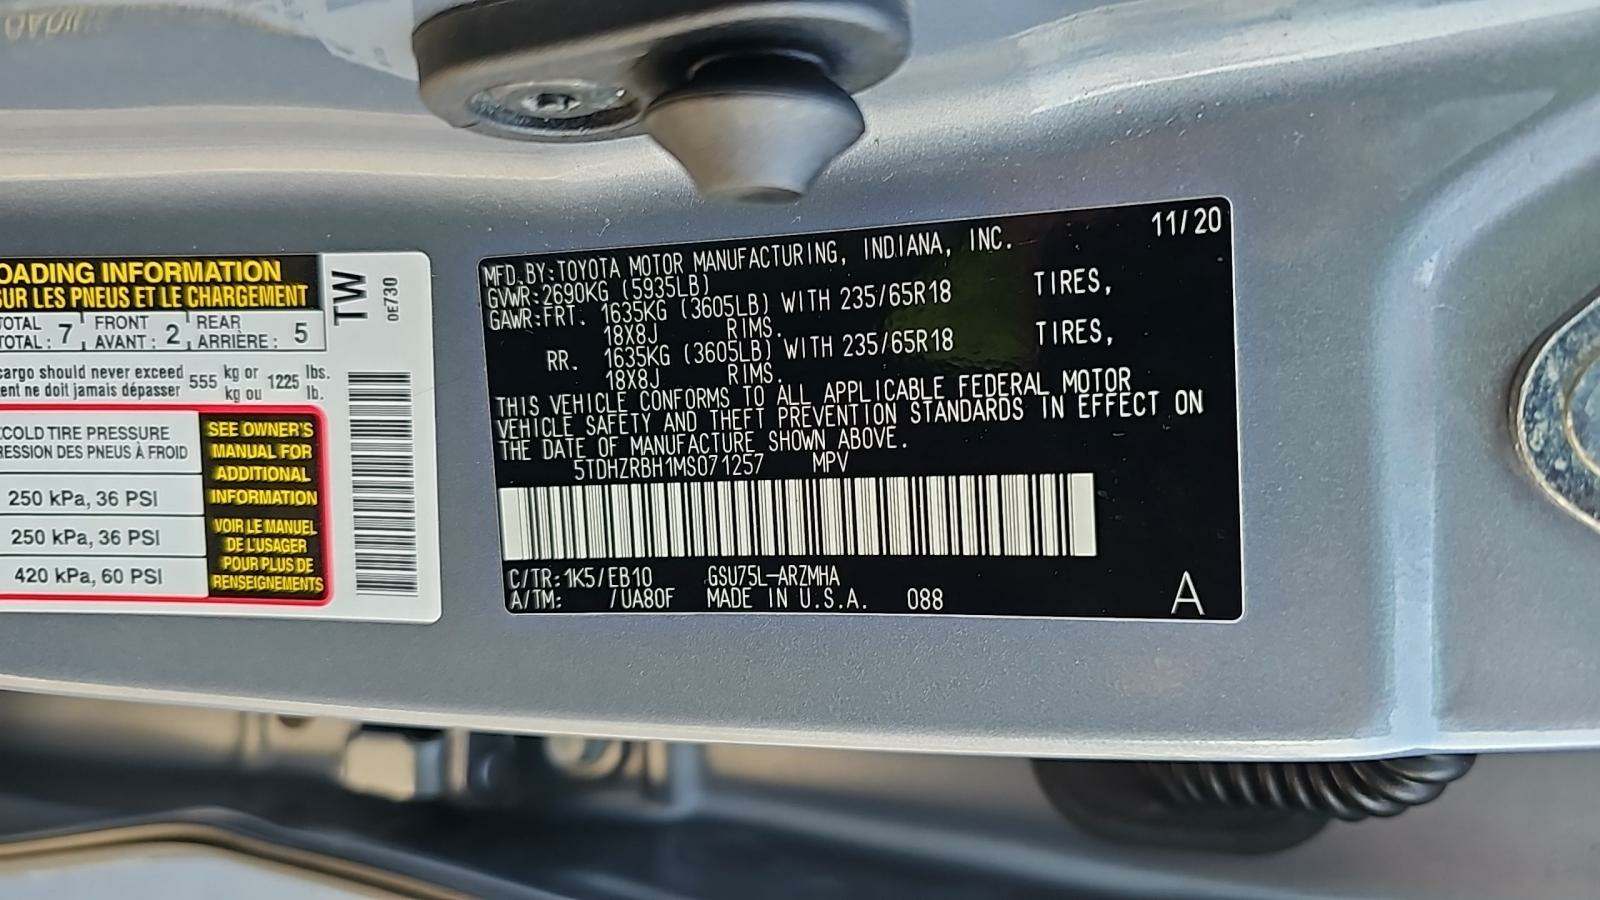 OADING INFORMATION
SUR LES PNEUS ET LE CHARGEMENT
TOTAL 7 FRONT 2 REAR 5
TOTAL : AVANT : ARRIÈRE :
cargo should never exceed 555 kg or 1225 lbs.
ent ne doit jamais dépasser kg ou lb.
COLD TIRE PRESSURE
RESSION DES PNEUS À FROID
250 kPa, 36 PSI
250 kPa, 36 PSI
420 kPa, 60 PSI
SEE OWNER'S
MANUAL FOR
ADDITIONAL
INFORMATION
VOIR LE MANUEL
DE L'USAGER
POUR PLUS DE
RENSEIGNEMENTS
TW
0E730
11/20
MFD.BY:TOYOTA MOTOR MANUFACTURING, INDIANA, INC.
GVWR:2690KG (5935LB)
GAWR:FRT. 1635KG (3605LB) WITH 235/65R18 TIRES,
18X8J RIMS.
RR. 1635KG (3605LB) WITH 235/65R18 TIRES,
18X8J RIMS.
THIS VEHICLE CONFORMS TO ALL APPLICABLE FEDERAL MOTOR
VEHICLE SAFETY AND THEFT PREVENTION STANDARDS IN EFFECT ON
THE DATE OF MANUFACTURE SHOWN ABOVE.
5TDHZRBH1MS071257 MPV
C/TR:1K5/EB10 GSU75L-ARZMHA
A/TM: /UA80F MADE IN U.S.A. 088
A